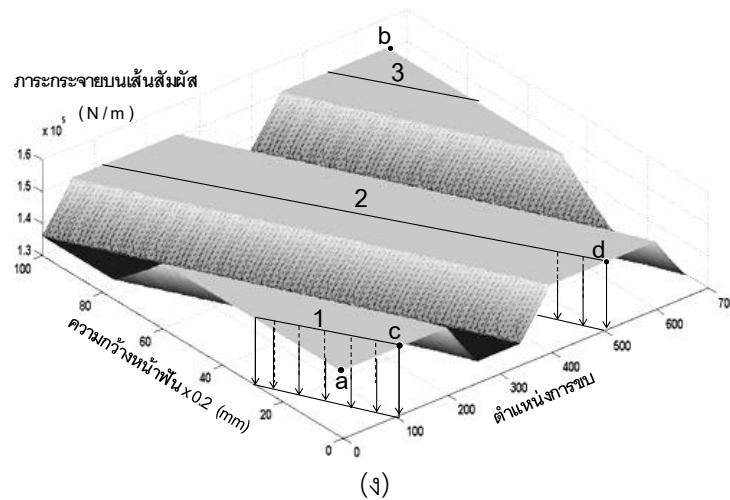 b
3
ภาระกระจายบนเส้นสัมผัส
(N/m)
x 10⁵
1.6
1.5
1.4
1.3
2
d
1
c
a
100
80
60
40
20
0
ความกว้างหน้าฟัน x 0.2 (mm)
0
100
200
300
400
500
600
70
ตำแหน่งการขบ
(ง)